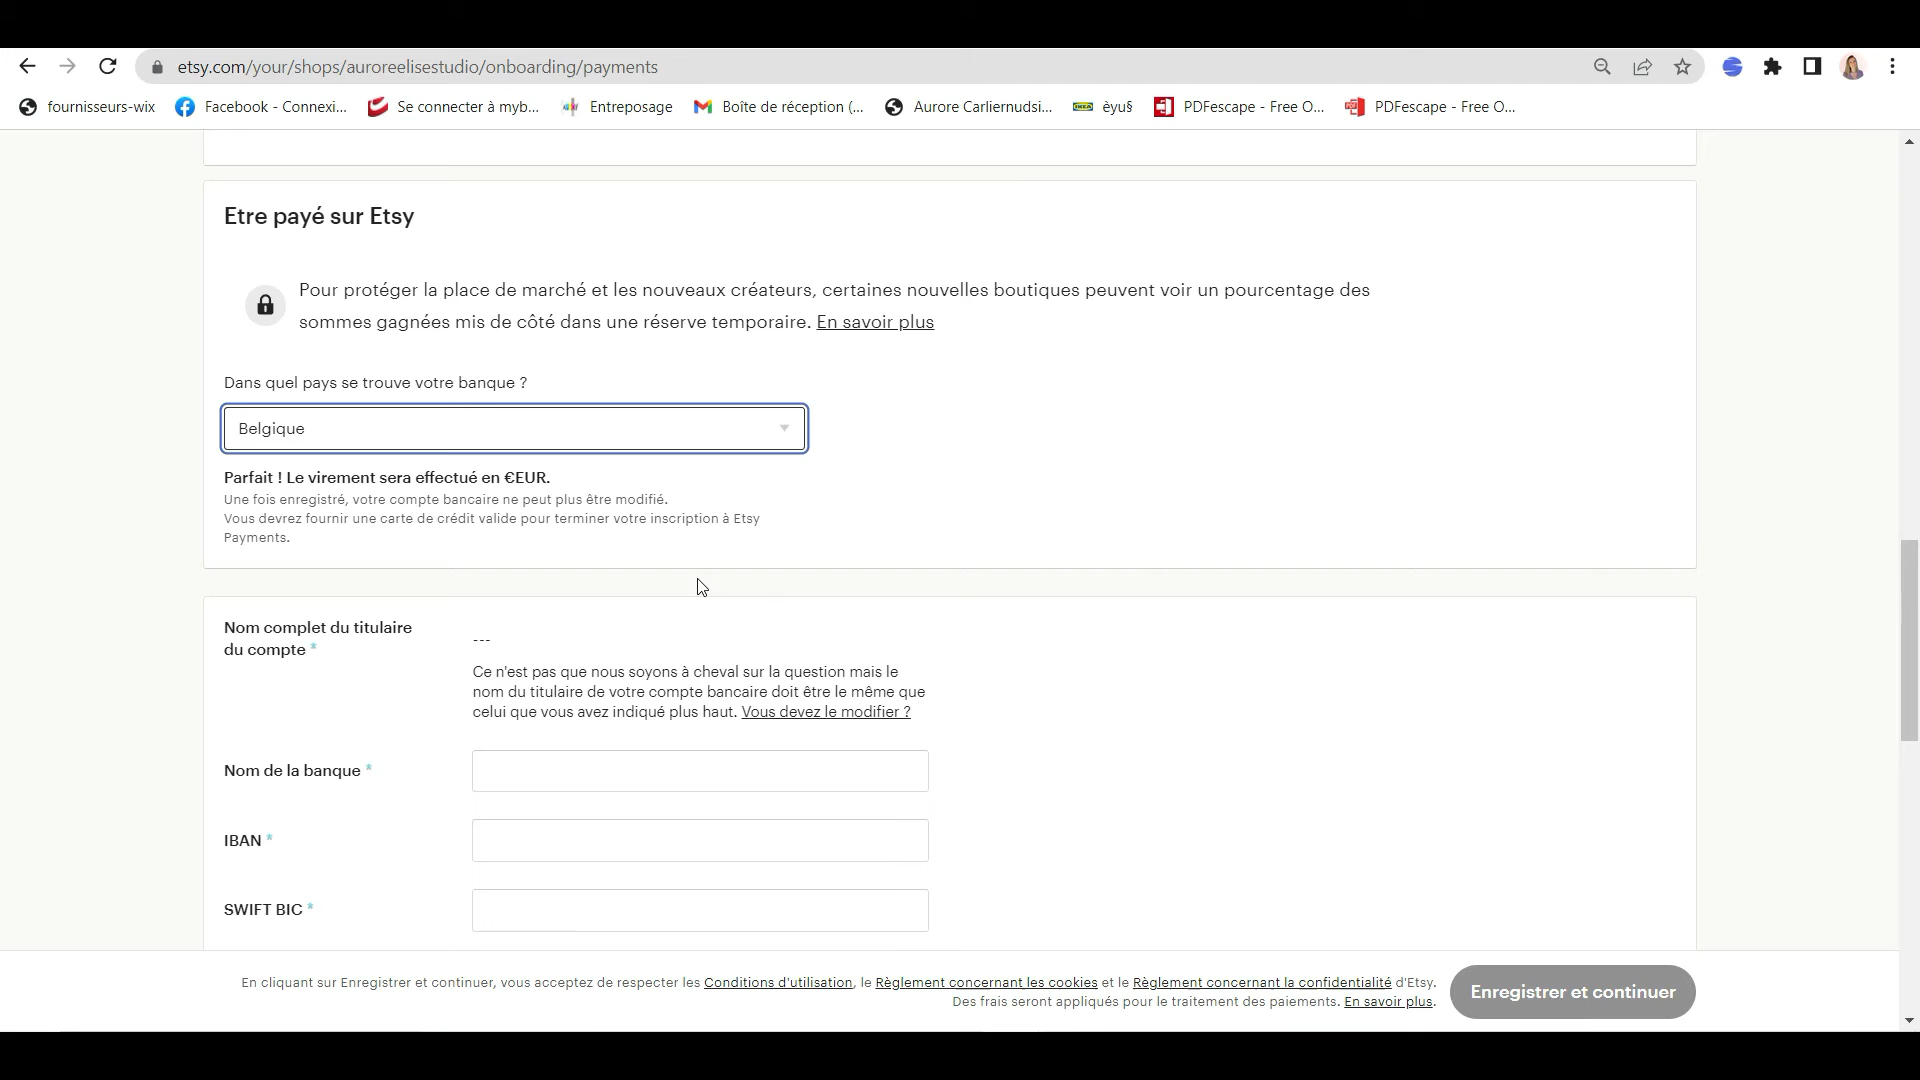 etsy.com/your/shops/auroreelisestudio/onboarding/payments
fournisseurs-wix Facebook - Connexi... Se connecter à myb... Entreposage Boîte de réception (... Aurore Carliernudsi... IKEA èyu§ PDFescape - Free O... PDFescape - Free O...
Etre payé sur Etsy
Pour protéger la place de marché et les nouveaux créateurs, certaines nouvelles boutiques peuvent voir un pourcentage des
sommes gagnées mis de côté dans une réserve temporaire. En savoir plus
Dans quel pays se trouve votre banque ?
Belgique
Parfait ! Le virement sera effectué en €EUR.
Une fois enregistré, votre compte bancaire ne peut plus être modifié.
Vous devrez fournir une carte de crédit valide pour terminer votre inscription à Etsy
Payments.
Nom complet du titulaire
du compte *
---
Ce n'est pas que nous soyons à cheval sur la question mais le
nom du titulaire de votre compte bancaire doit être le même que
celui que vous avez indiqué plus haut. Vous devez le modifier ?
Nom de la banque *
IBAN *
SWIFT BIC *
En cliquant sur Enregistrer et continuer, vous acceptez de respecter les Conditions d'utilisation, le Règlement concernant les cookies et le Règlement concernant la confidentialité d'Etsy.
Des frais seront appliqués pour le traitement des paiements. En savoir plus.
Enregistrer et continuer